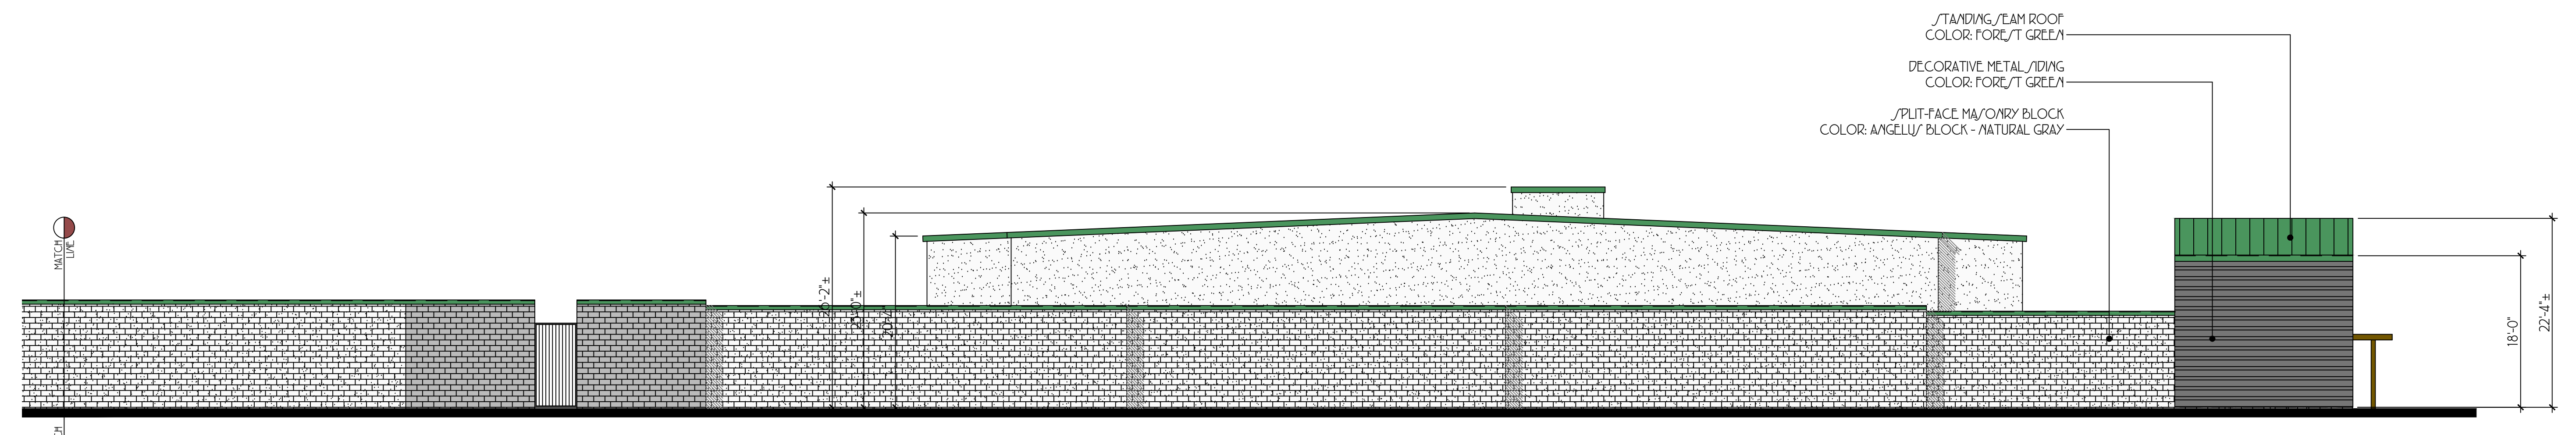 STANDING SEAM ROOF
COLOR: FOREST GREEN
DECORATIVE METAL SIDING
COLOR: FOREST GREEN
SPLIT-FACE MASONRY BLOCK
COLOR: ANGELUS BLOCK - NATURAL GRAY
MATCH
LINE
18'-0"
22'-4"±